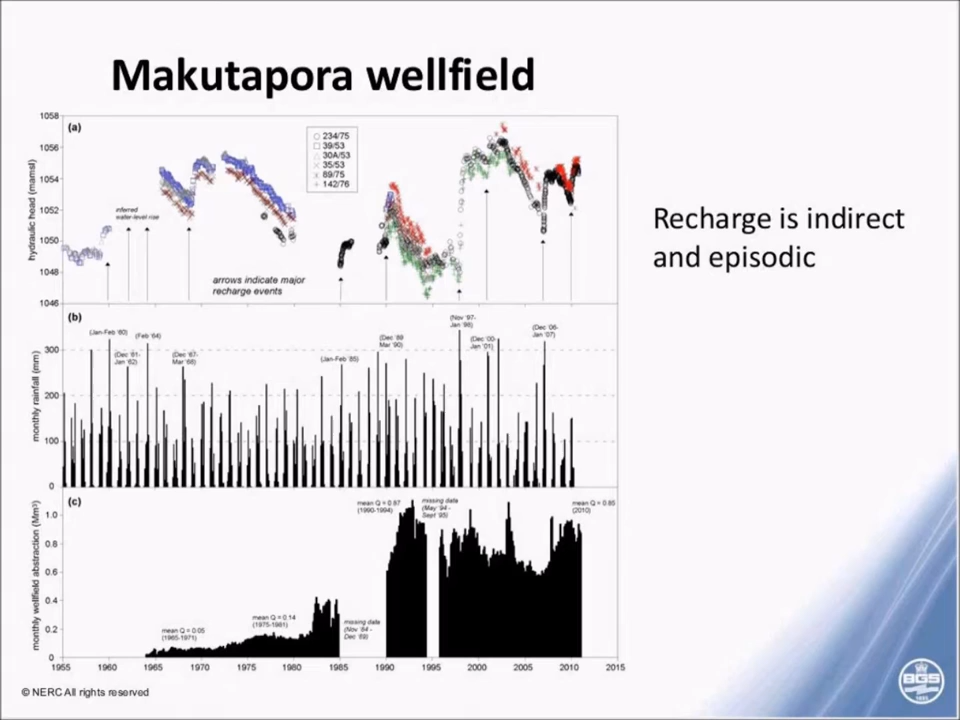 Makutapora wellfield
1058
1056
1054
1052
1050
1048
1046
hydraulic head (mamsl)
(a)
234/75
39/53
30A/53
35/53
89/75
142/76
inferred
water-level rise
arrows indicate major
recharge events
Recharge is indirect
and episodic
(b)
300
200
100
0
monthly rainfall (mm)
(Jan-Feb '60)
(Dec '61-
Jan '62)
(Feb '64)
(Dec '67-
Mar '68)
(Jan-Feb '85)
(Dec '89
Mar '90)
(Nov '97-
Jan '98)
(Dec '00-
Jan '01)
(Dec '06-
Jan '07)
(c)
1.0
0.8
0.6
0.4
0.2
0
monthly wellfield abstraction (Mm³)
mean Q = 0.05
(1965-1971)
mean Q = 0.14
(1975-1981)
missing data
(Nov '84 -
Dec '89)
mean Q = 0.87
(1990-1994)
missing data
(May '94 -
Sept '95)
mean Q = 0.85
(2010)
1955 1960 1965 1970 1975 1980 1985 1990 1995 2000 2005 2010 2015
© NERC All rights reserved
BGS